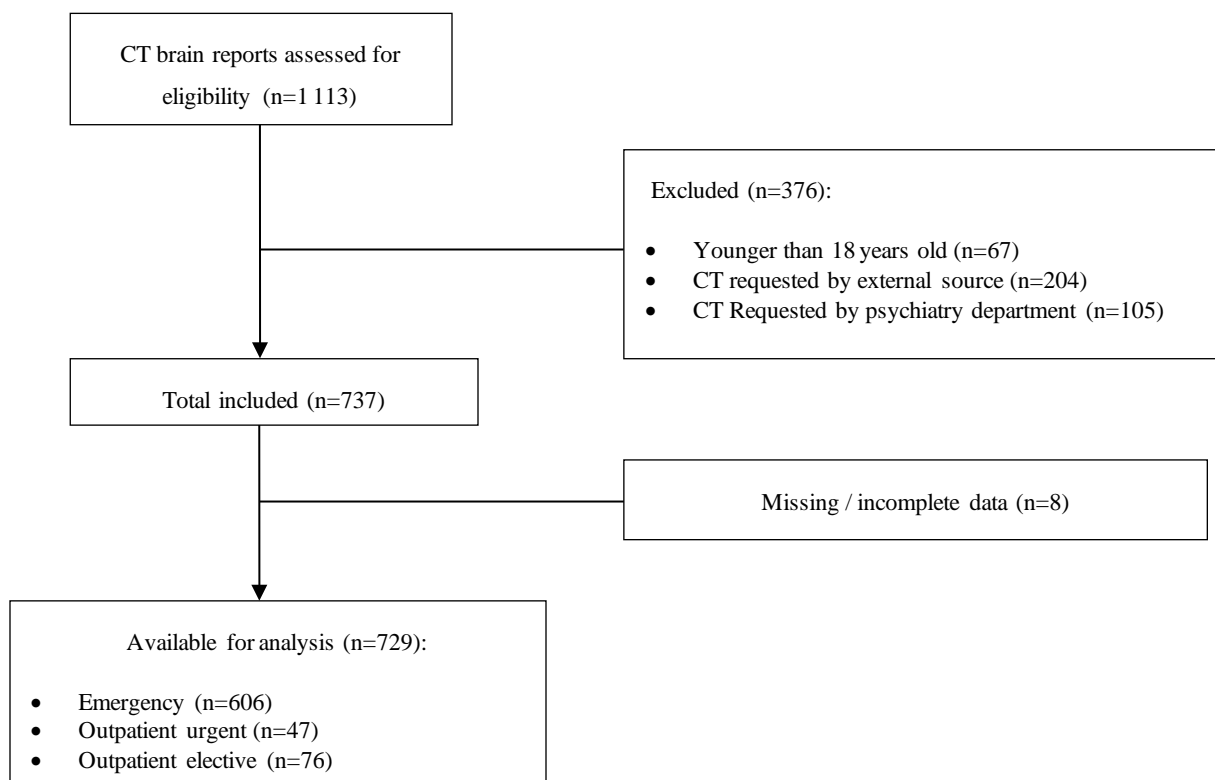 CT brain reports assessed for
eligibility (n=1 113)
Excluded (n=376):
• Younger than 18 years old (n=67)
• CT requested by external source (n=204)
• CT Requested by psychiatry department (n=105)
Total included (n=737)
Missing / incomplete data (n=8)
Available for analysis (n=729):
• Emergency (n=606)
• Outpatient urgent (n=47)
• Outpatient elective (n=76)